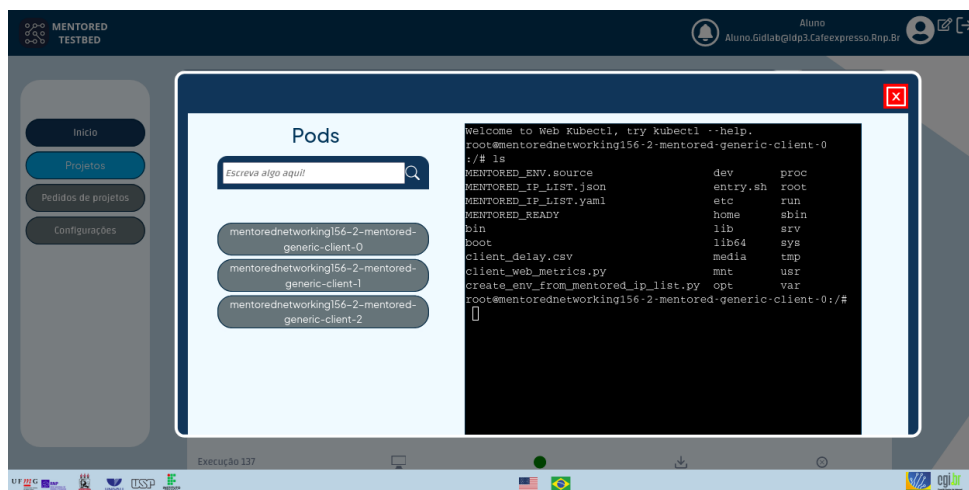 MENTORED
TESTBED
Aluno
Aluno.Gidlab@Idp3.Cafeexpresso.Rnp.Br
Inicio
Projetos
Pedidos de projetos
Configurações
X
Pods
Escreva algo aqui!
mentorednetworking156-2-mentored-
generic-client-0
mentorednetworking156-2-mentored-
generic-client-1
mentorednetworking156-2-mentored-
generic-client-2
Welcome to Web Kubectl, try kubectl --help.
root@mentorednetworking156-2-mentored-generic-client-0
:/# ls
MENTORED_ENV.source dev proc
MENTORED_IP_LIST.json entry.sh root
MENTORED_IP_LIST.yaml etc run
MENTORED_READY home sbin
bin lib srv
boot lib64 sys
client_delay.csv media tmp
client_web_metrics.py mnt usr
create_env_from_mentored_ip_list.py opt var
root@mentorednetworking156-2-mentored-generic-client-0:/#
Execução 137
UFMG
USP
cgi.br